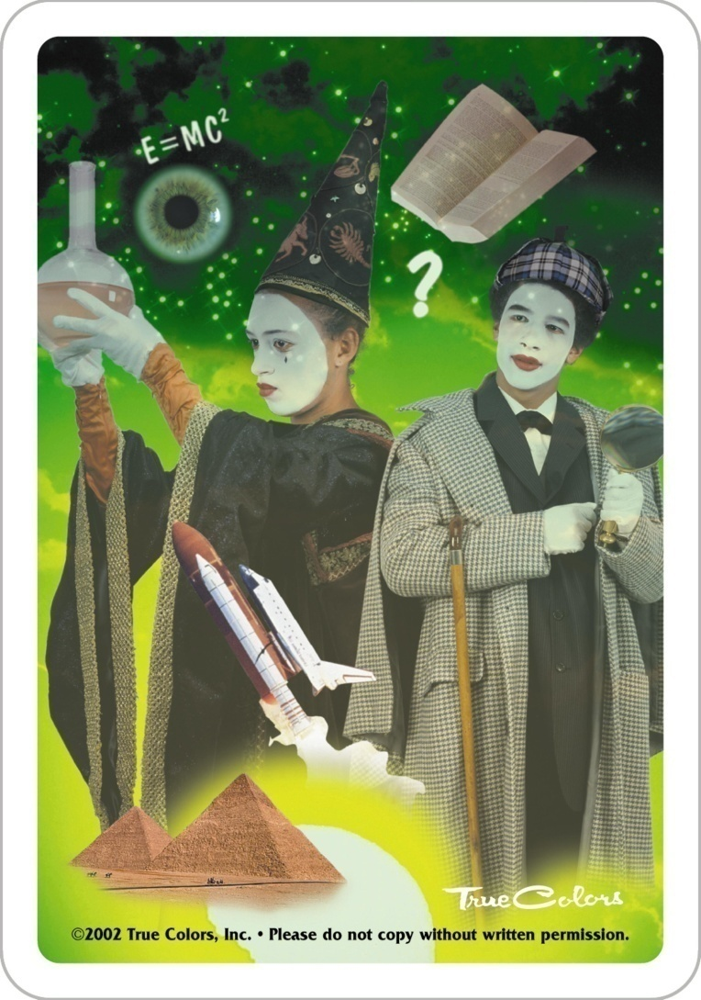 E=MC²
?
True Colors
©2002 True Colors, Inc. • Please do not copy without written permission.